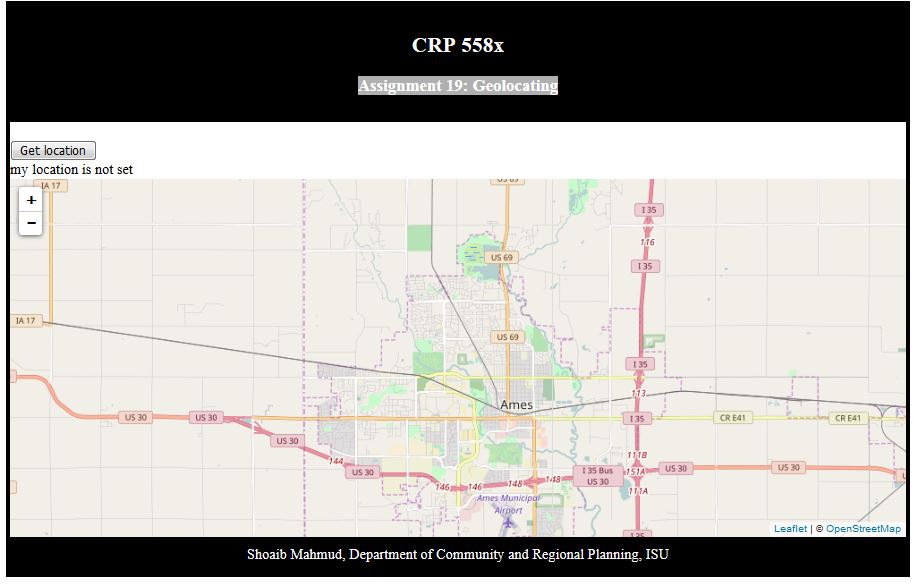 CRP 558x
Assignment 19: Geolocating
Get location
my location is not set
IA 17
+
−
I 35
116
US 69
I 35
IA 17
US 69
I 35
113
Ames
US 30
US 30
I 35
CR E41
CR E41
US 30
144
111B
US 30
I 35 Bus
US 30
151A
US 30
US 30
146
146
148
148
111A
Ames Municipal
Airport
I 35
Leaflet | © OpenStreetMap
Shoaib Mahmud, Department of Community and Regional Planning, ISU